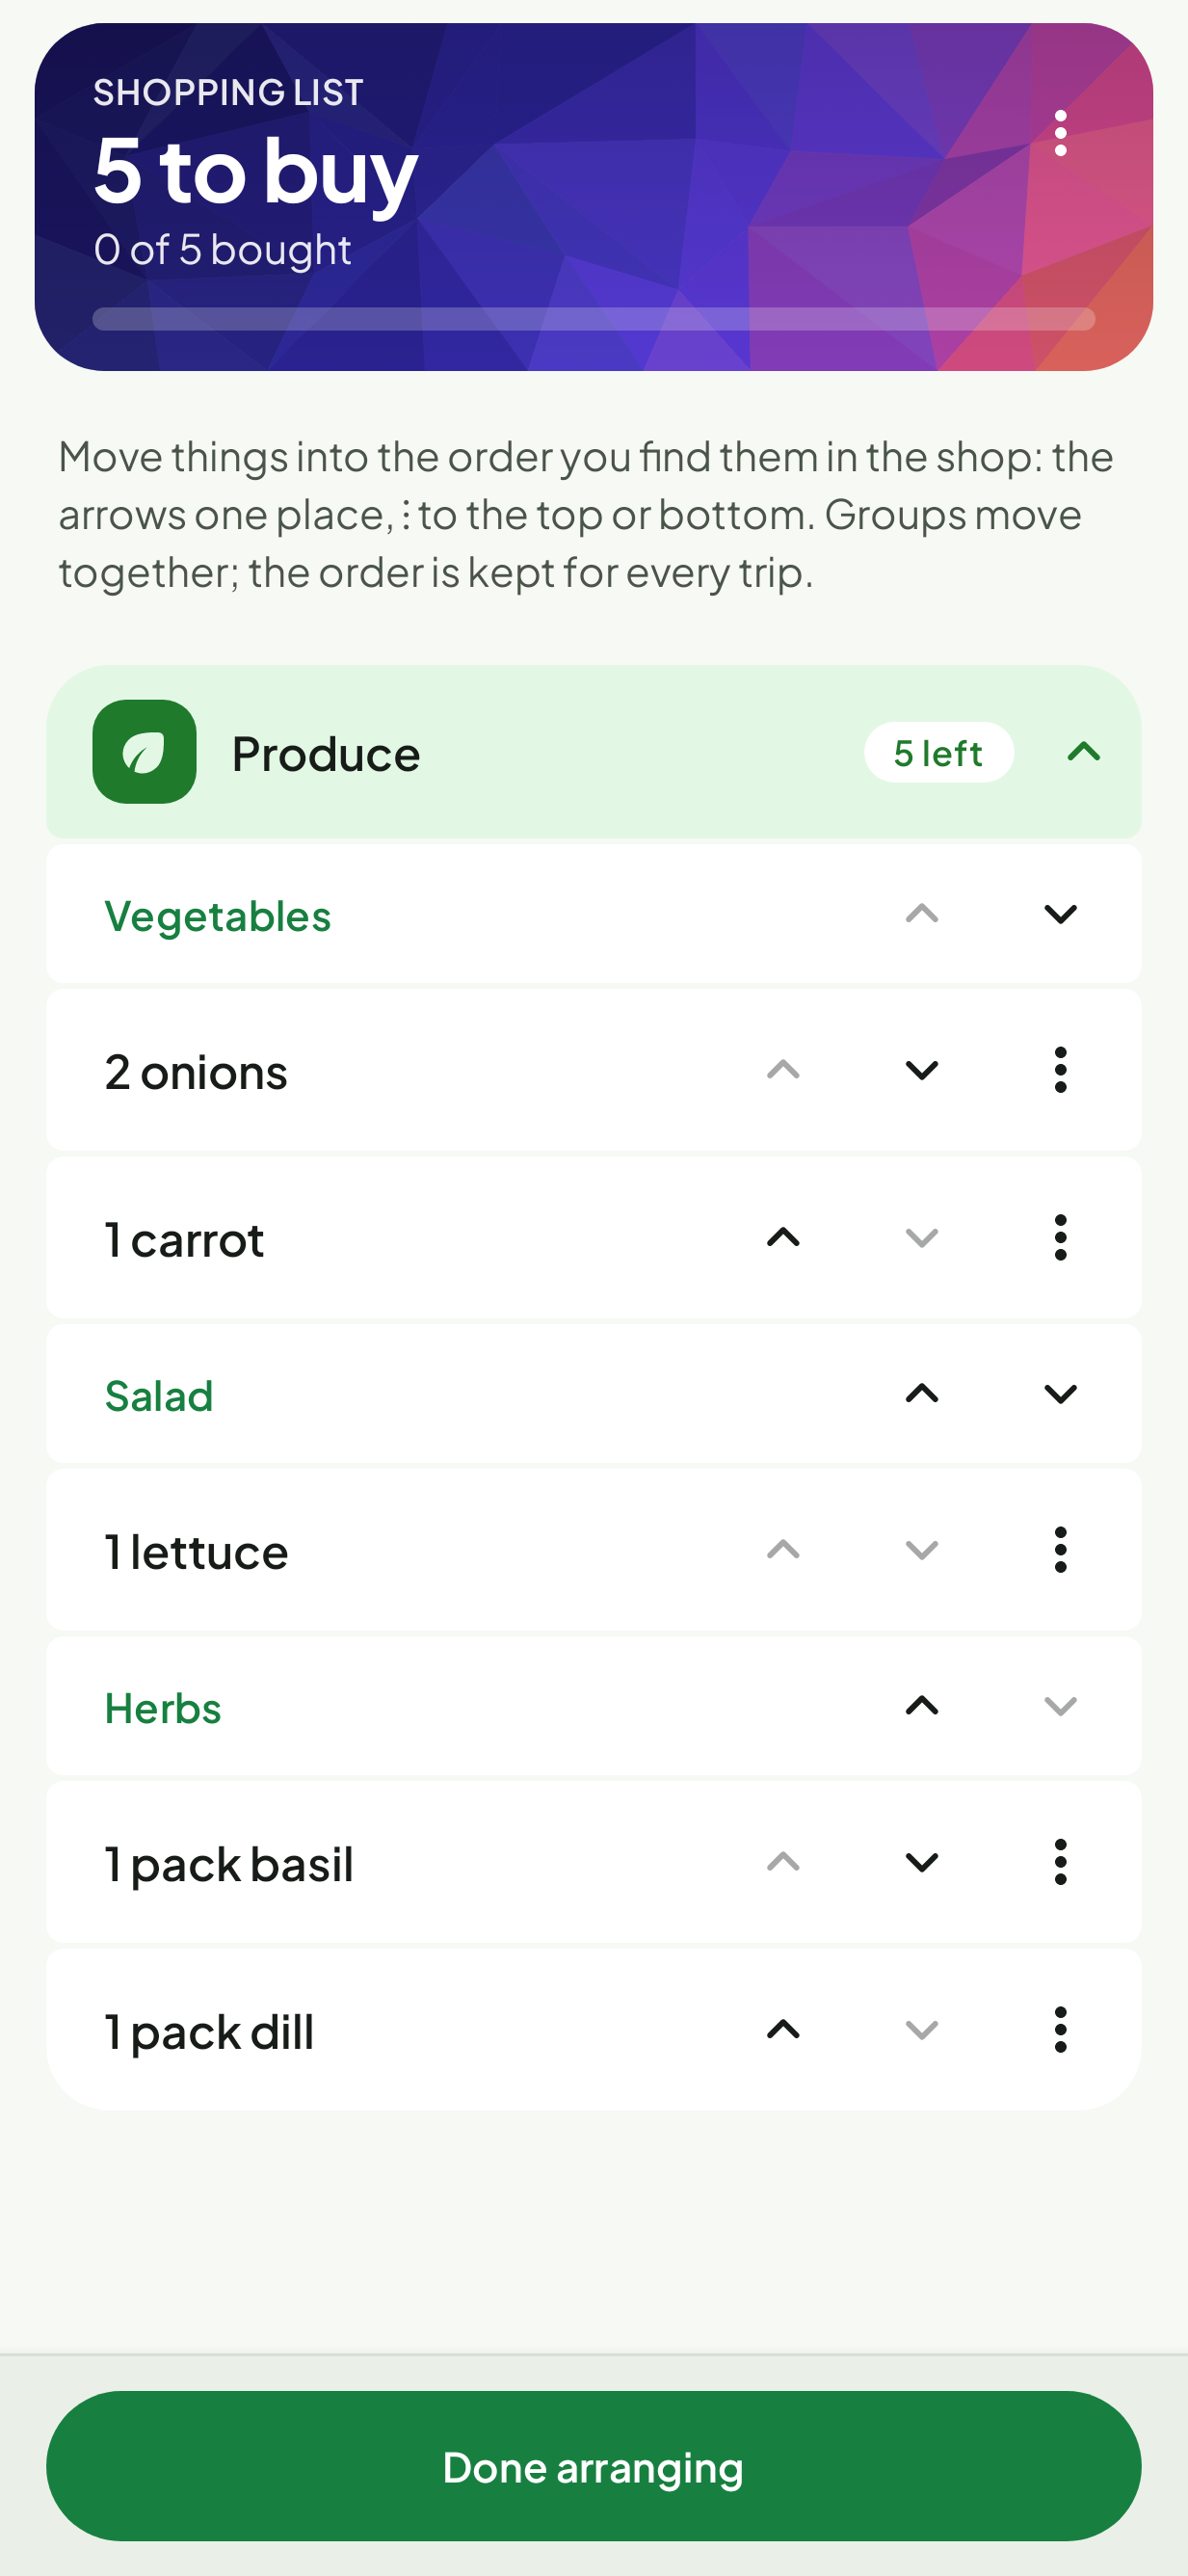 SHOPPING LIST
5 to buy
0 of 5 bought
Move things into the order you find them in the shop: the
arrows one place, ⋮ to the top or bottom. Groups move
together; the order is kept for every trip.
Produce
5 left
Vegetables
2 onions
1 carrot
Salad
1 lettuce
Herbs
1 pack basil
1 pack dill
Done arranging